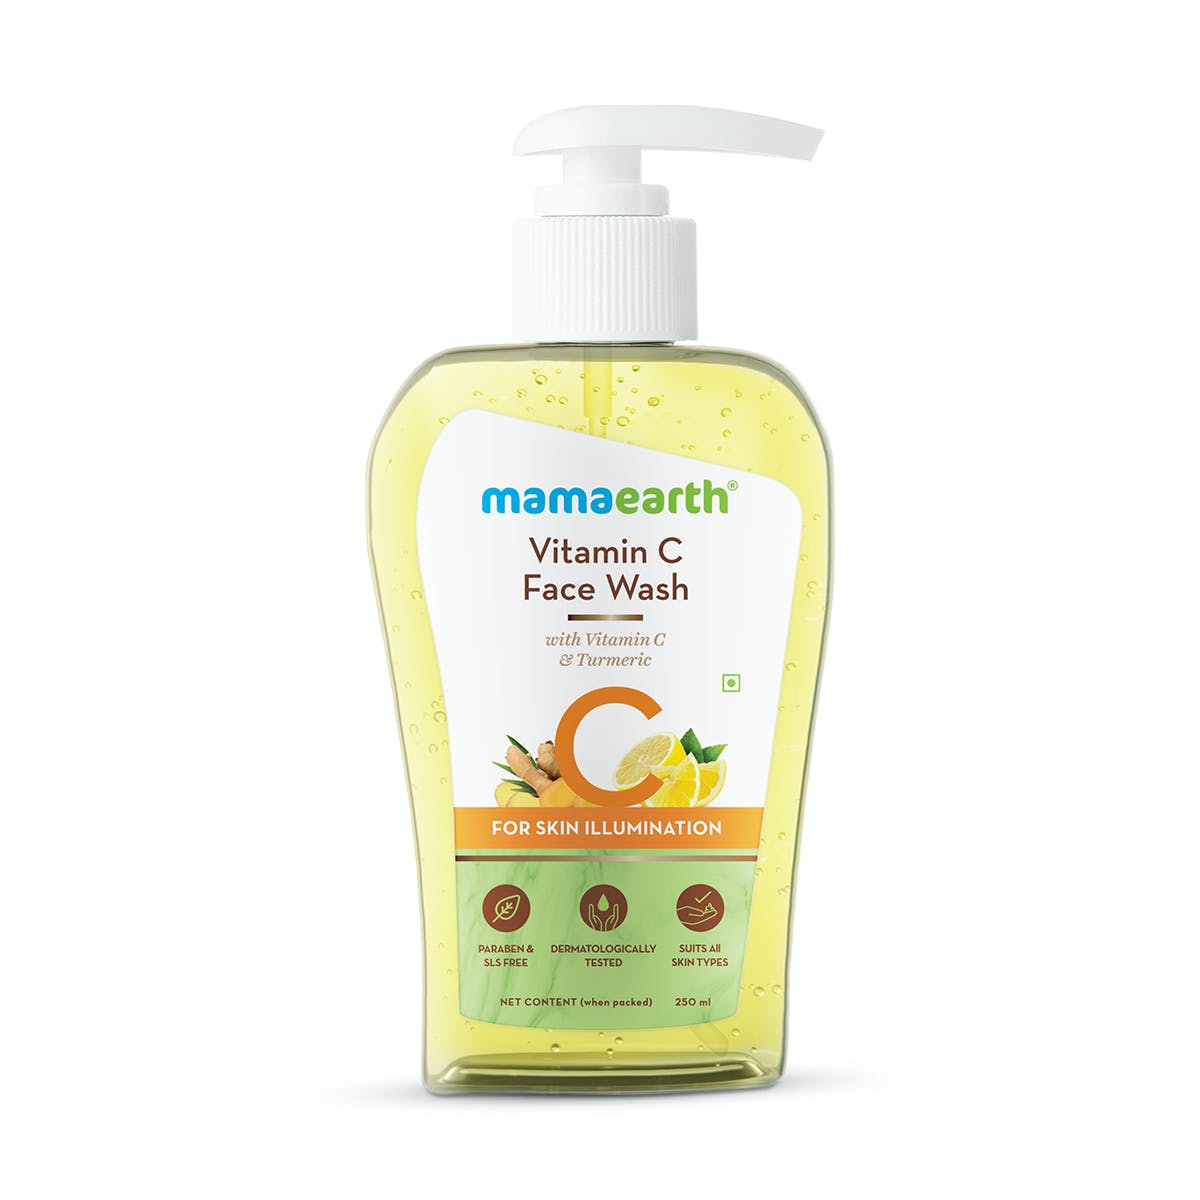 mamaearth®
Vitamin C
Face Wash
with Vitamin C
& Turmeric
C
FOR SKIN ILLUMINATION
PARABEN &
SLS FREE
DERMATOLOGICALLY
TESTED
SUITS All
SKIN TYPES
NET CONTENT (when packed) 250 ml